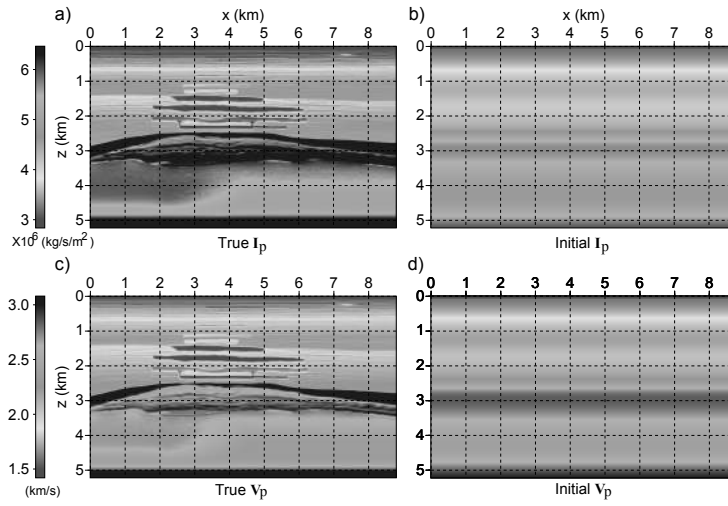 x (km)
x (km)
a)
b)
0 1 2 3 4 5 6 7 8
0 1 2 3 4 5 6 7 8
6
5
4
3
X10⁶ (kg/s/m²)
z (km)
0
1
2
3
4
5
0
1
2
3
4
5
True Ip
Initial Ip
c)
d)
0 1 2 3 4 5 6 7 8
0 1 2 3 4 5 6 7 8
3.0
2.5
2.0
1.5
(km/s)
z (km)
0
1
2
3
4
5
0
1
2
3
4
5
True Vp
Initial Vp